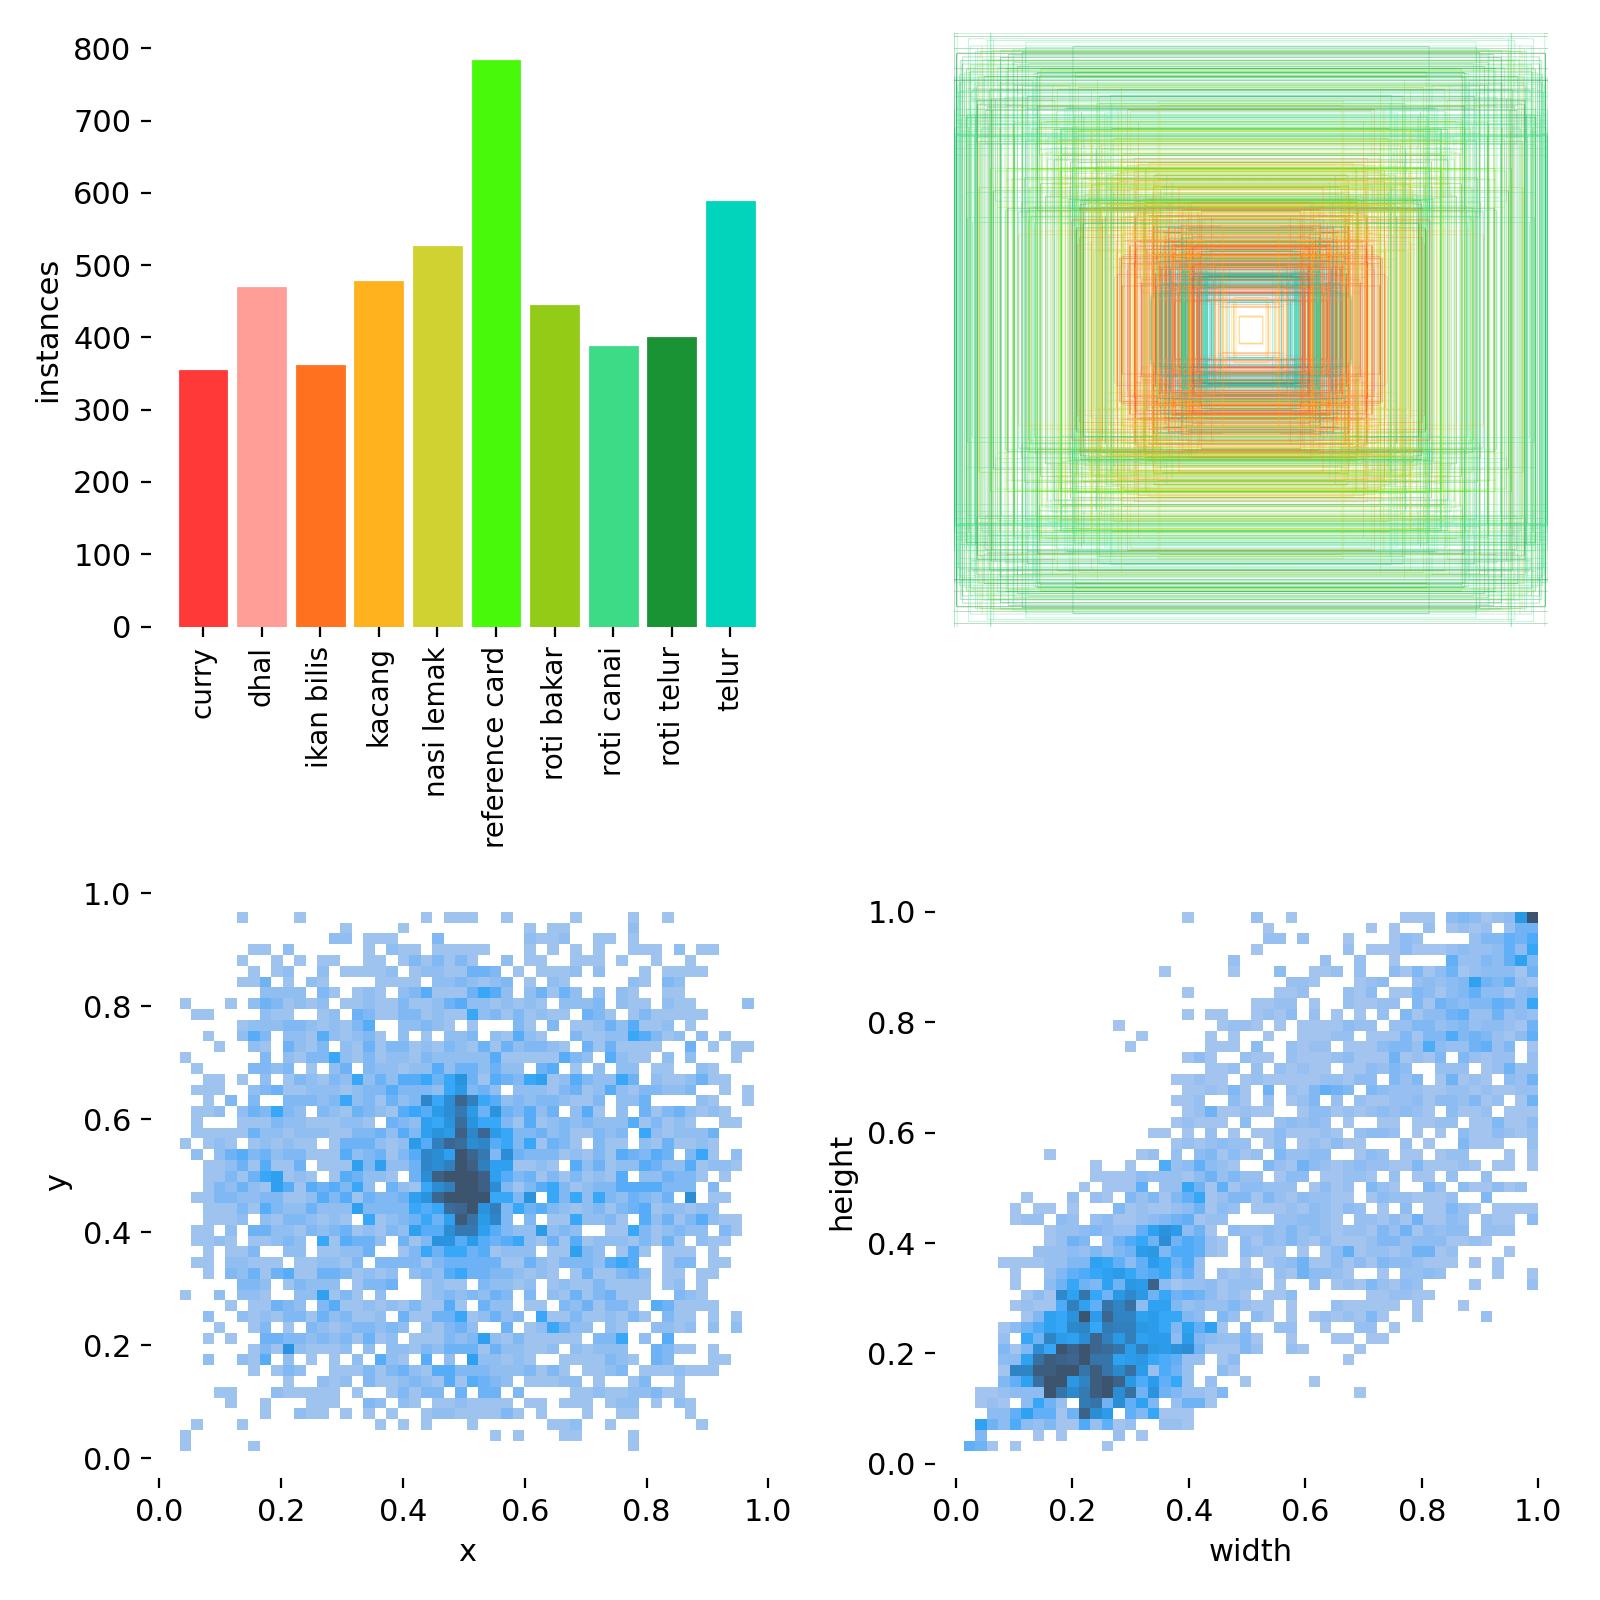 800
700
600
500
400
300
200
100
0
instances
curry
dhal
ikan bilis
kacang
nasi lemak
reference card
roti bakar
roti canai
roti telur
telur
1.0
0.8
0.6
0.4
0.2
0.0
y
0.0 0.2 0.4 0.6 0.8 1.0
x
1.0
0.8
0.6
0.4
0.2
0.0
height
0.0 0.2 0.4 0.6 0.8 1.0
width